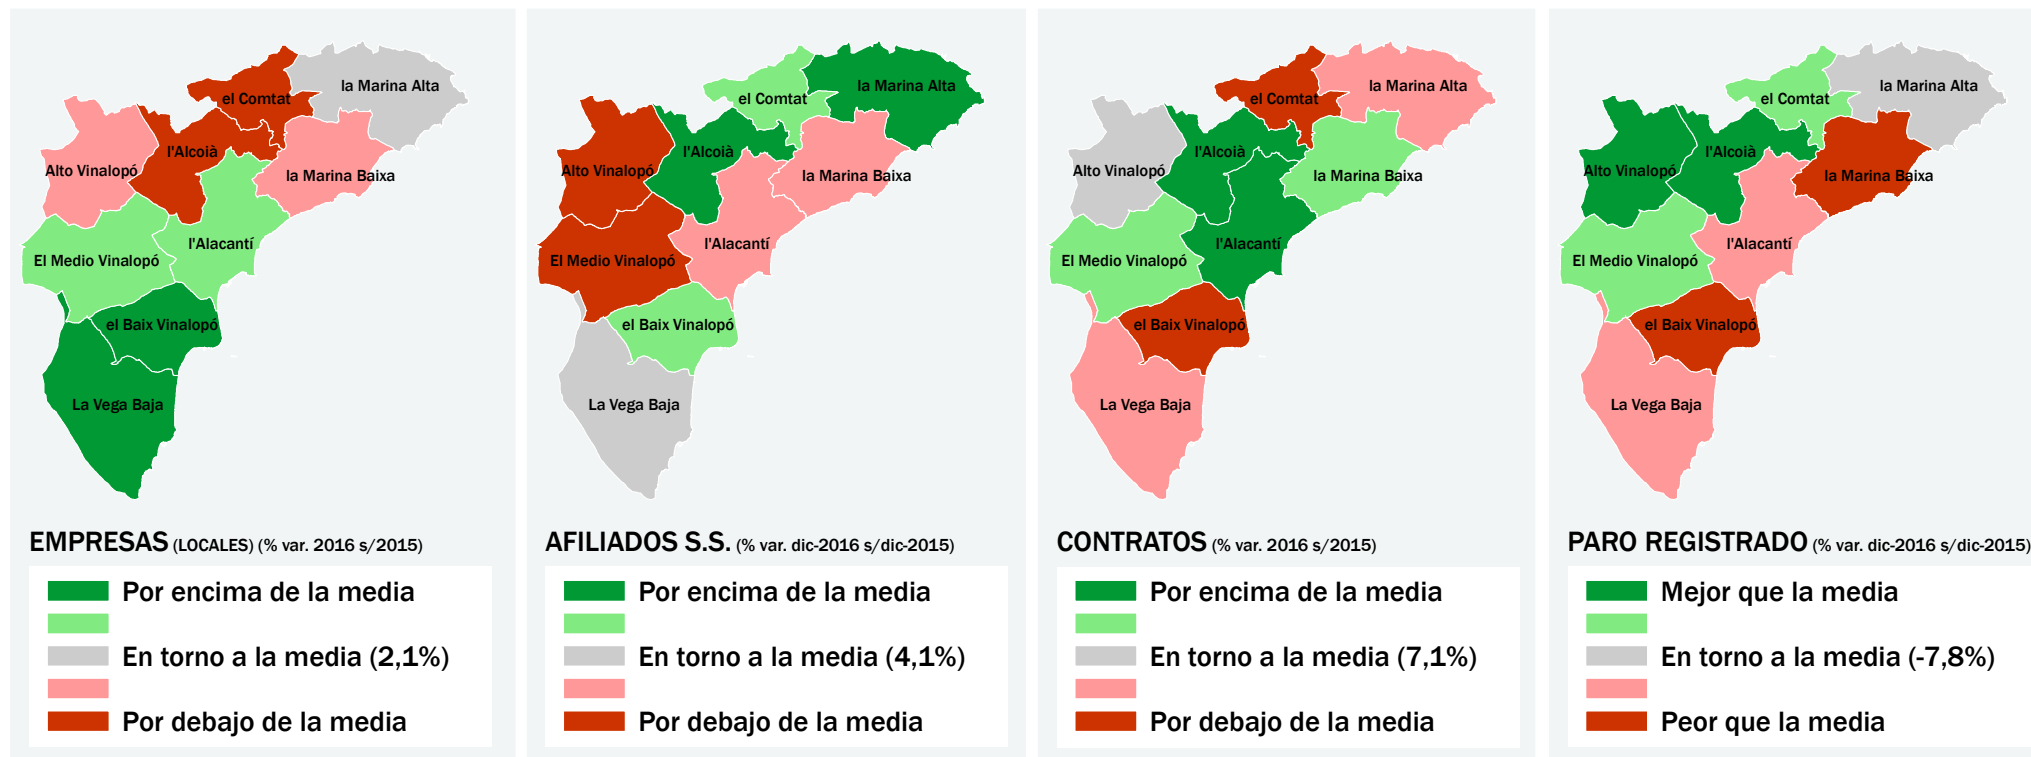 la Marina Alta
el Comtat
l'Alcoià
Alto Vinalopó
la Marina Baixa
l'Alacantí
El Medio Vinalopó
el Baix Vinalopó
La Vega Baja
EMPRESAS (LOCALES) (% var. 2016 s/2015)
Por encima de la media
En torno a la media (2,1%)
Por debajo de la media
la Marina Alta
el Comtat
l'Alcoià
Alto Vinalopó
la Marina Baixa
l'Alacantí
El Medio Vinalopó
el Baix Vinalopó
La Vega Baja
AFILIADOS S.S. (% var. dic-2016 s/dic-2015)
Por encima de la media
En torno a la media (4,1%)
Por debajo de la media
la Marina Alta
el Comtat
l'Alcoià
Alto Vinalopó
la Marina Baixa
l'Alacantí
El Medio Vinalopó
el Baix Vinalopó
La Vega Baja
CONTRATOS (% var. 2016 s/2015)
Por encima de la media
En torno a la media (7,1%)
Por debajo de la media
la Marina Alta
el Comtat
l'Alcoià
Alto Vinalopó
la Marina Baixa
l'Alacantí
El Medio Vinalopó
el Baix Vinalopó
La Vega Baja
PARO REGISTRADO (% var. dic-2016 s/dic-2015)
Mejor que la media
En torno a la media (-7,8%)
Peor que la media